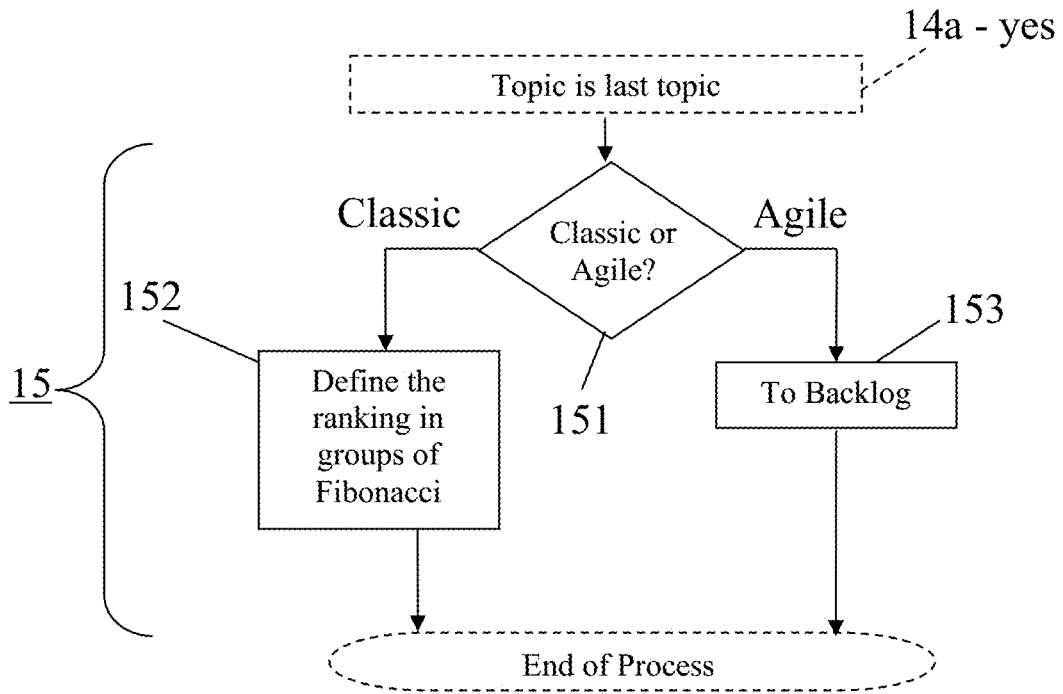 14a - yes
Topic is last topic
Classic
Agile
Classic or
Agile?
152
153
15
Define the
ranking in
groups of
Fibonacci
151
To Backlog
End of Process